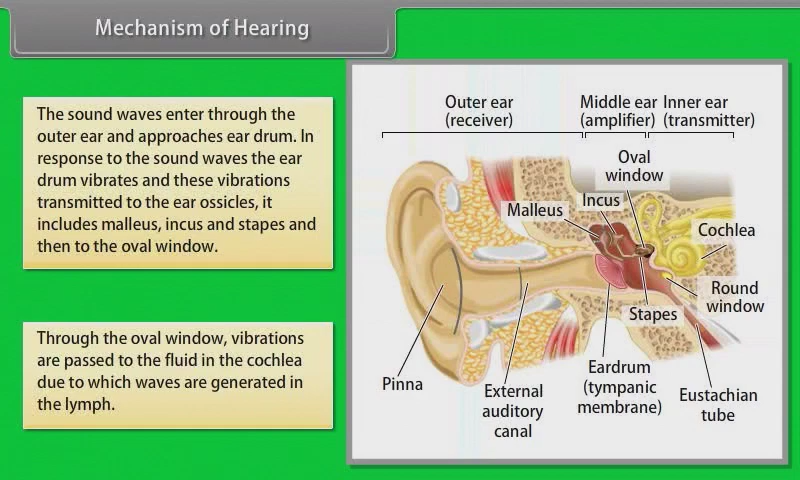 Mechanism of Hearing
The sound waves enter through the
outer ear and approaches ear drum. In
response to the sound waves the ear
drum vibrates and these vibrations
transmitted to the ear ossicles, it
includes malleus, incus and stapes and
then to the oval window.
Through the oval window, vibrations
are passed to the fluid in the cochlea
due to which waves are generated in
the lymph.
Outer ear
(receiver)
Middle ear
(amplifier)
Inner ear
(transmitter)
Oval
window
Incus
Malleus
Cochlea
Round
window
Stapes
Pinna
External
auditory
canal
Eardrum
(tympanic
membrane)
Eustachian
tube